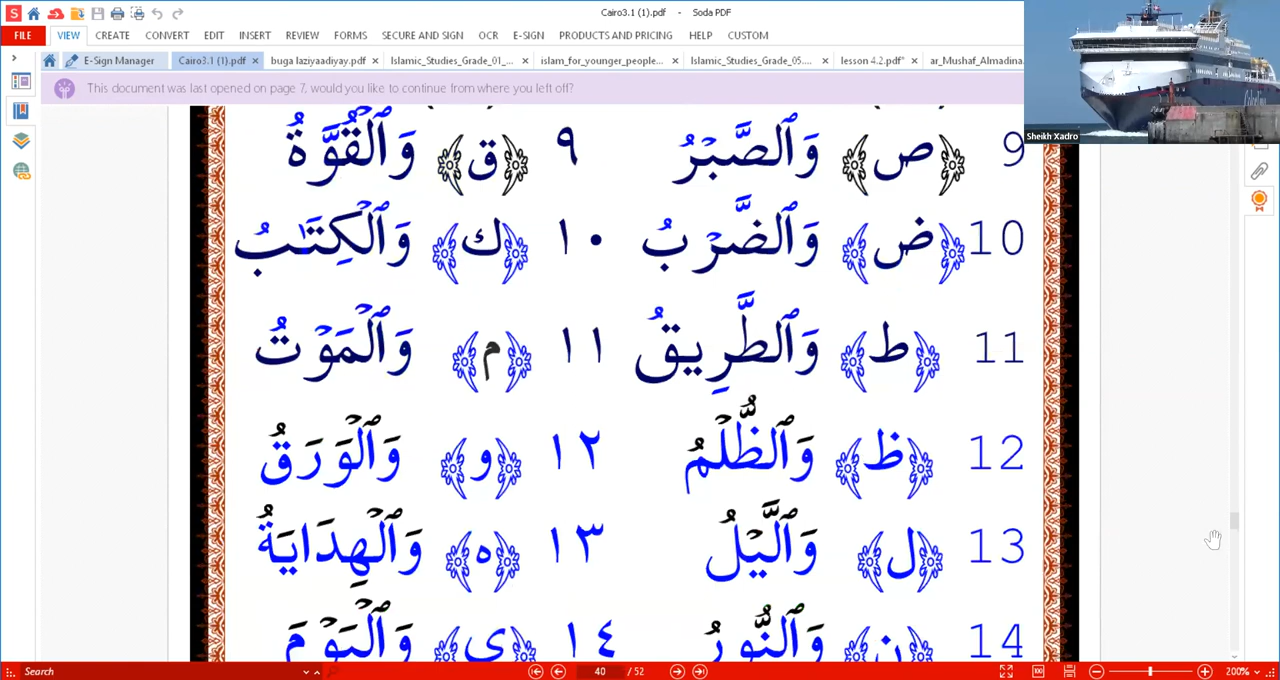 Cairo3.1 (1).pdf - Soda PDF
FILE VIEW CREATE CONVERT EDIT INSERT REVIEW FORMS SECURE AND SIGN OCR E-SIGN PRODUCTS AND PRICING HELP CUSTOM
E-Sign Manager Cairo3.1 (1).pdf buga laziyaadiyay.pdf Islamic_Studies_Grade_01_... islam_for_younger_people_... Islamic_Studies_Grade_05.... lesson 4.2.pdf* ar_Mushaf_Almadina
This document was last opened on page 7, would you like to continue from where you left off?
Sheikh Xadro
9 ﴿ص﴾ وَٱلصَّبْرُ ٩ ﴿ق﴾ وَٱلْقُوَّةُ
10 ﴿ض﴾ وَٱلضَّرْبُ ١٠ ﴿ك﴾ وَٱلْكِتَٰبُ
11 ﴿ط﴾ وَٱلطَّرِيقُ ١١ ﴿م﴾ وَٱلْمَوْتُ
12 ﴿ظ﴾ وَٱلظُّلْمُ ١٢ ﴿و﴾ وَٱلْوَرَقُ
13 ﴿ل﴾ وَٱلَّيْلُ ١٣ ﴿ه﴾ وَٱلْهِدَايَةُ
14 ﴿ن﴾ وَٱلنُّورُ ١٤ ﴿ى﴾ وَٱلْيَوْمَ
Search 40 / 52 200%